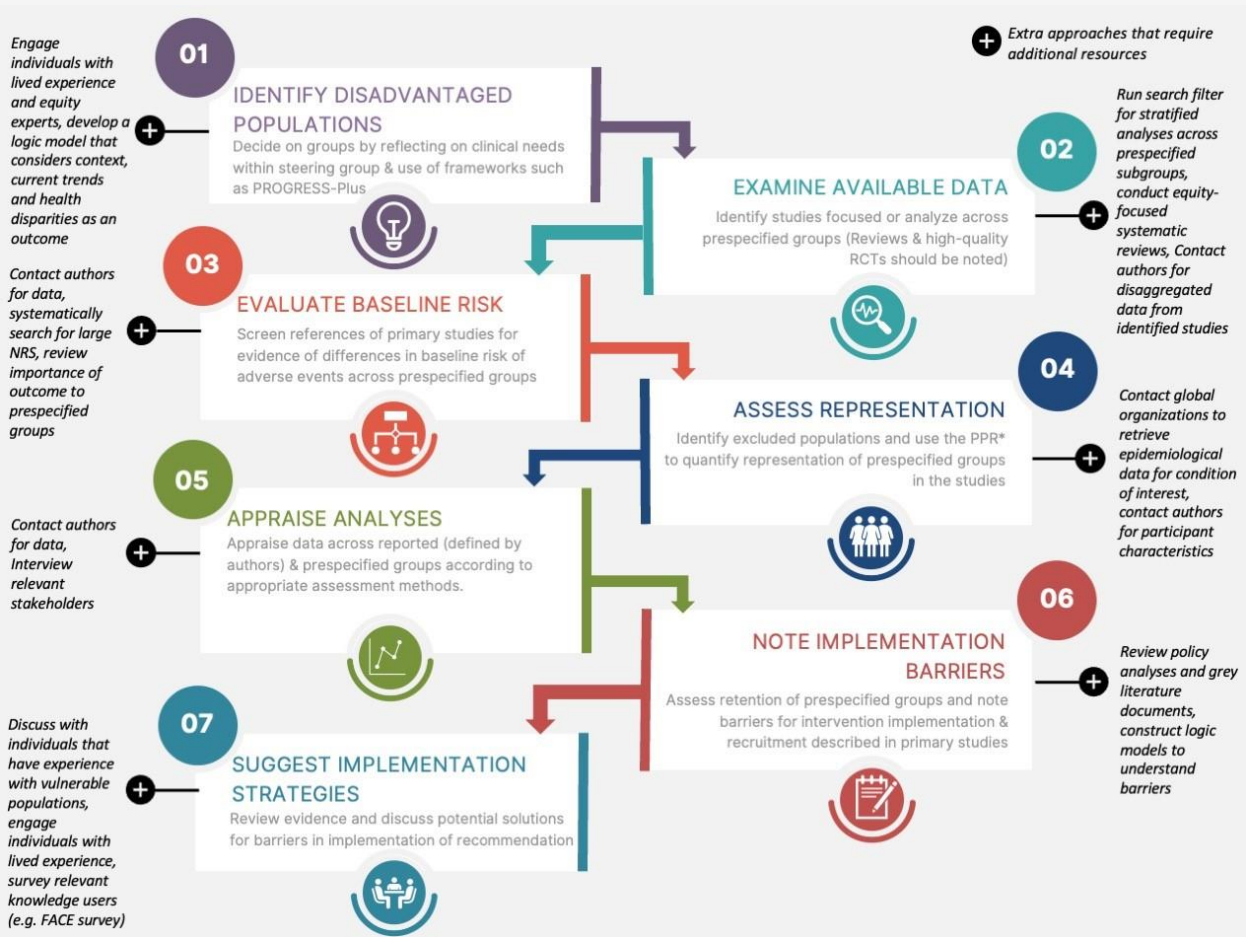 Extra approaches that require
additional resources
01
IDENTIFY DISADVANTAGED
POPULATIONS
Decide on groups by reflecting on clinical needs
within steering group & use of frameworks such
as PROGRESS-Plus
Engage
individuals with
lived experience
and equity
experts, develop a
logic model that
considers context,
current trends
and health
disparities as an
outcome
02
EXAMINE AVAILABLE DATA
Identify studies focused or analyze across
prespecified groups (Reviews & high-quality
RCTs should be noted)
Run search filter
for stratified
analyses across
prespecified
subgroups,
conduct equity-
focused
systematic
reviews, Contact
authors for
disaggregated
data from
identified studies
03
EVALUATE BASELINE RISK
Screen references of primary studies for
evidence of differences in baseline risk of
adverse events across prespecified groups
Contact authors
for data,
systematically
search for large
NRS, review
importance of
outcome to
prespecified
groups
04
ASSESS REPRESENTATION
Identify excluded populations and use the PPR*
to quantify representation of prespecified groups
in the studies
Contact global
organizations to
retrieve
epidemiological
data for condition
of interest,
contact authors
for participant
characteristics
05
APPRAISE ANALYSES
Appraise data across reported (defined by
authors) & prespecified groups according to
appropriate assessment methods.
Contact authors
for data,
Interview
relevant
stakeholders
06
NOTE IMPLEMENTATION
BARRIERS
Assess retention of prespecified groups and note
barriers for intervention implementation &
recruitment described in primary studies
Review policy
analyses and grey
literature
documents,
construct logic
models to
understand
barriers
07
SUGGEST IMPLEMENTATION
STRATEGIES
Review evidence and discuss potential solutions
for barriers in implementation of recommendation
Discuss with
individuals that
have experience
with vulnerable
populations,
engage
individuals with
lived experience,
survey relevant
knowledge users
(e.g. FACE survey)